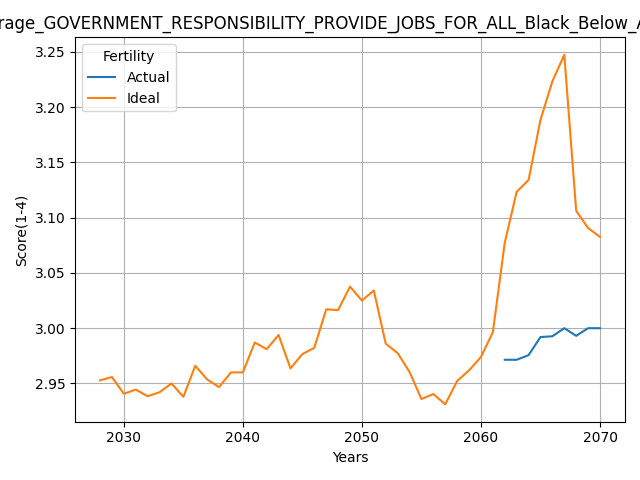 rage_GOVERNMENT_RESPONSIBILITY_PROVIDE_JOBS_FOR_ALL_Black_Below_A
Fertility
Actual
Ideal
3.25
3.20
3.15
3.10
3.05
3.00
2.95
Score(1-4)
2030
2040
2050
2060
2070
Years